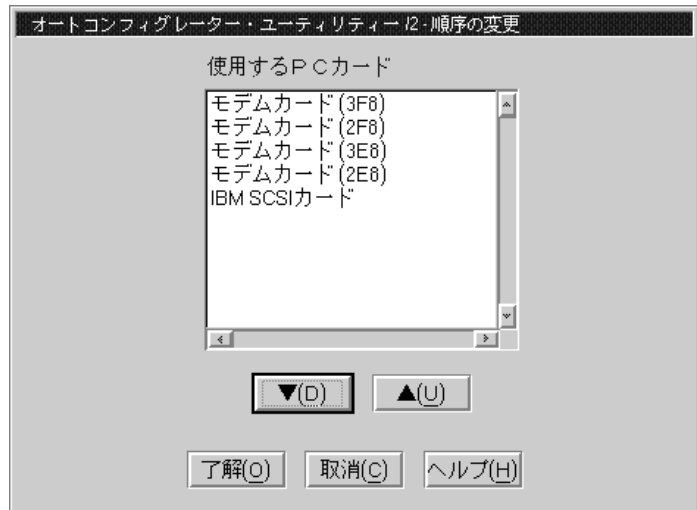 オートコンフィグレーター・ユーティリティー /2 - 順序の変更
使用するＰＣカード
モデムカード (3F8)
モデムカード (2F8)
モデムカード (3E8)
モデムカード (2E8)
IBM SCSIカード
▼(D) ▲(U)
了解(O) 取消(C) ヘルプ(H)